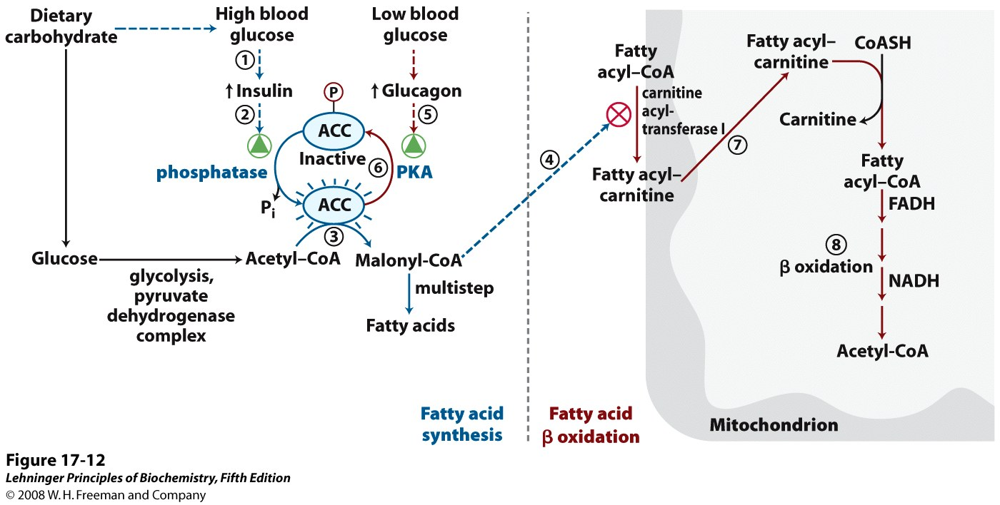 Dietary
carbohydrate
High blood
glucose
Low blood
glucose
①
↑Insulin
②
↑Glucagon
⑤
P
ACC
Inactive
phosphatase
⑥
PKA
Pi
ACC
③
Glucose
Acetyl–CoA
Malonyl-CoA
glycolysis,
pyruvate
dehydrogenase
complex
multistep
Fatty acids
④
Fatty acid
synthesis
Fatty acid
β oxidation
Fatty
acyl–CoA
carnitine
acyl-
transferase I
Fatty acyl–
carnitine
⑦
Fatty acyl–
carnitine
CoASH
Carnitine
Fatty
acyl–CoA
FADH
⑧
β oxidation
NADH
Acetyl-CoA
Mitochondrion
Figure 17-12
Lehninger Principles of Biochemistry, Fifth Edition
© 2008 W. H. Freeman and Company